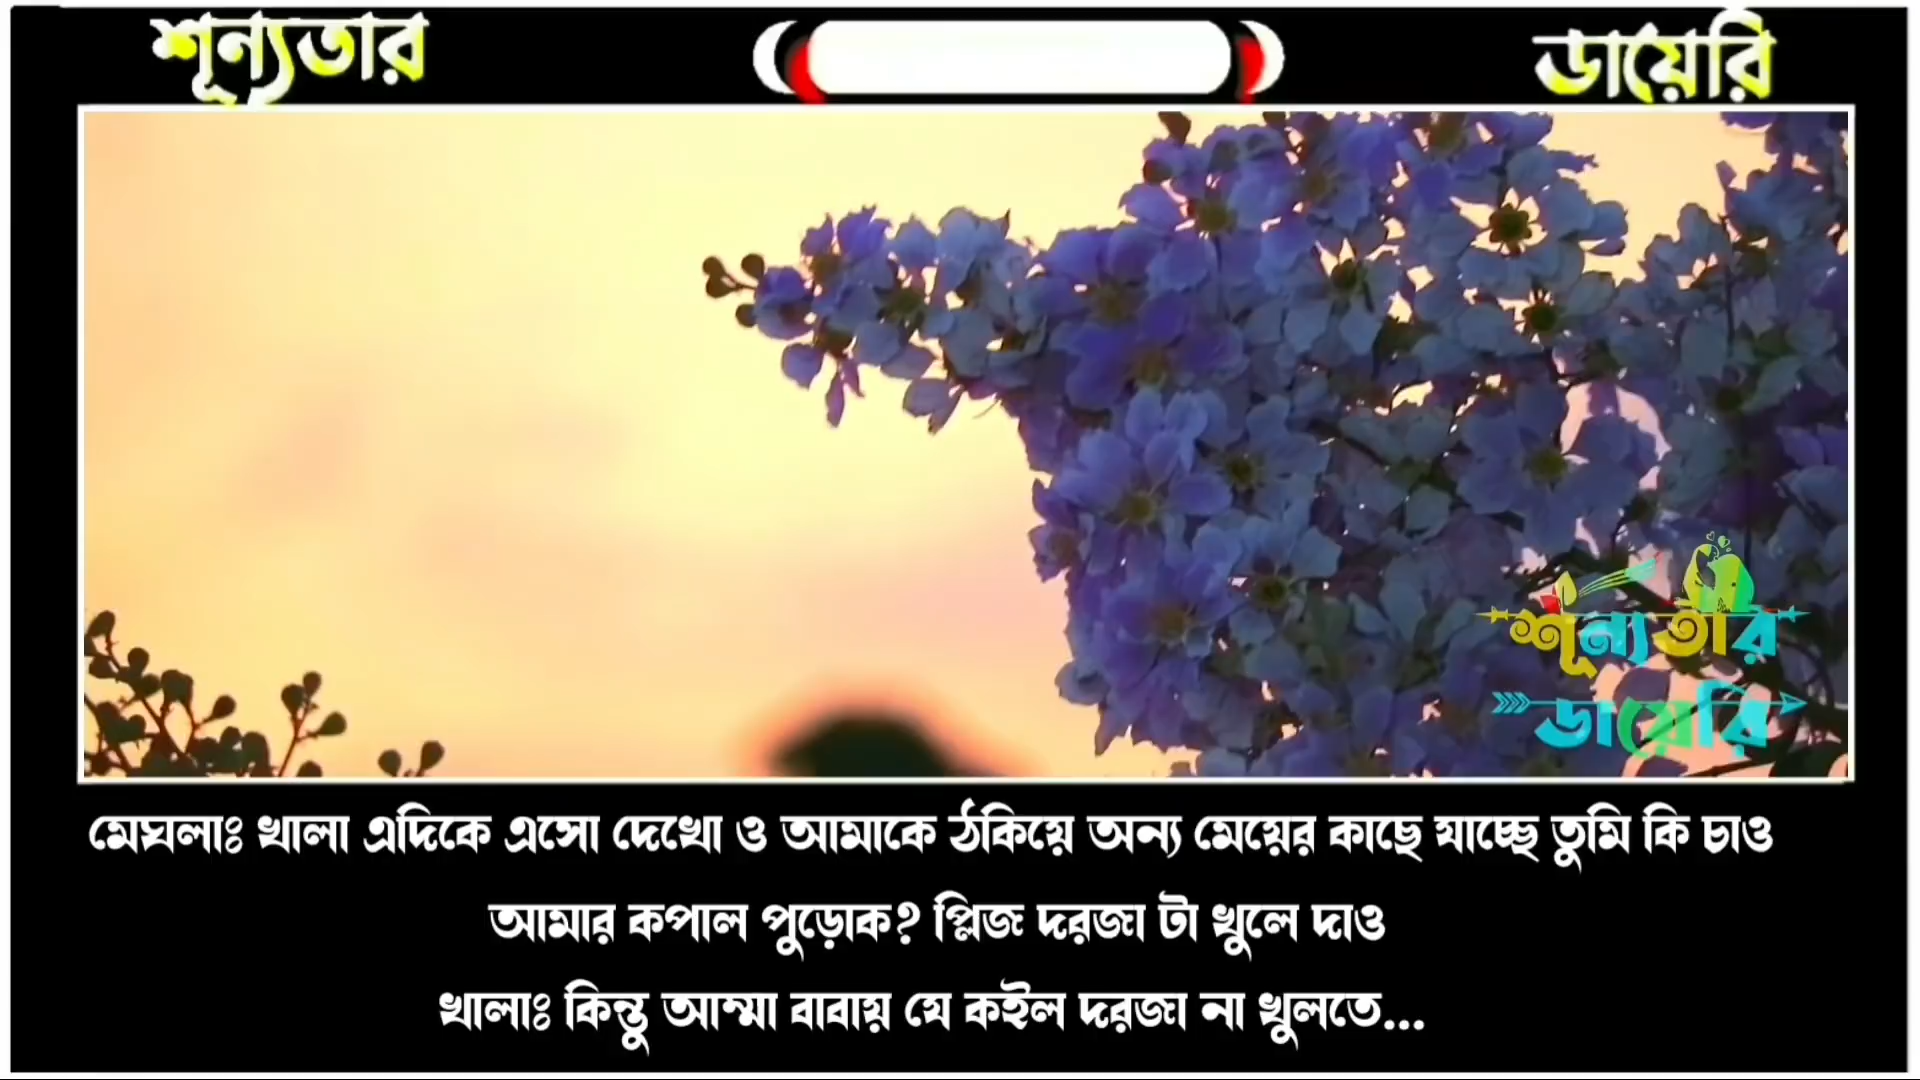 শূন্যতার
ডায়েরি
শূন্যতার
ডায়েরি
মেঘলাঃ খালা এদিকে এসো দেখো ও আমাকে ঠকিয়ে অন্য মেয়ের কাছে যাচ্ছে তুমি কি চাও
আমার কপাল পুড়োক? প্লিজ দরজা টা খুলে দাও
খালাঃ কিন্তু আম্মা বাবায় যে কইল দরজা না খুলতে...